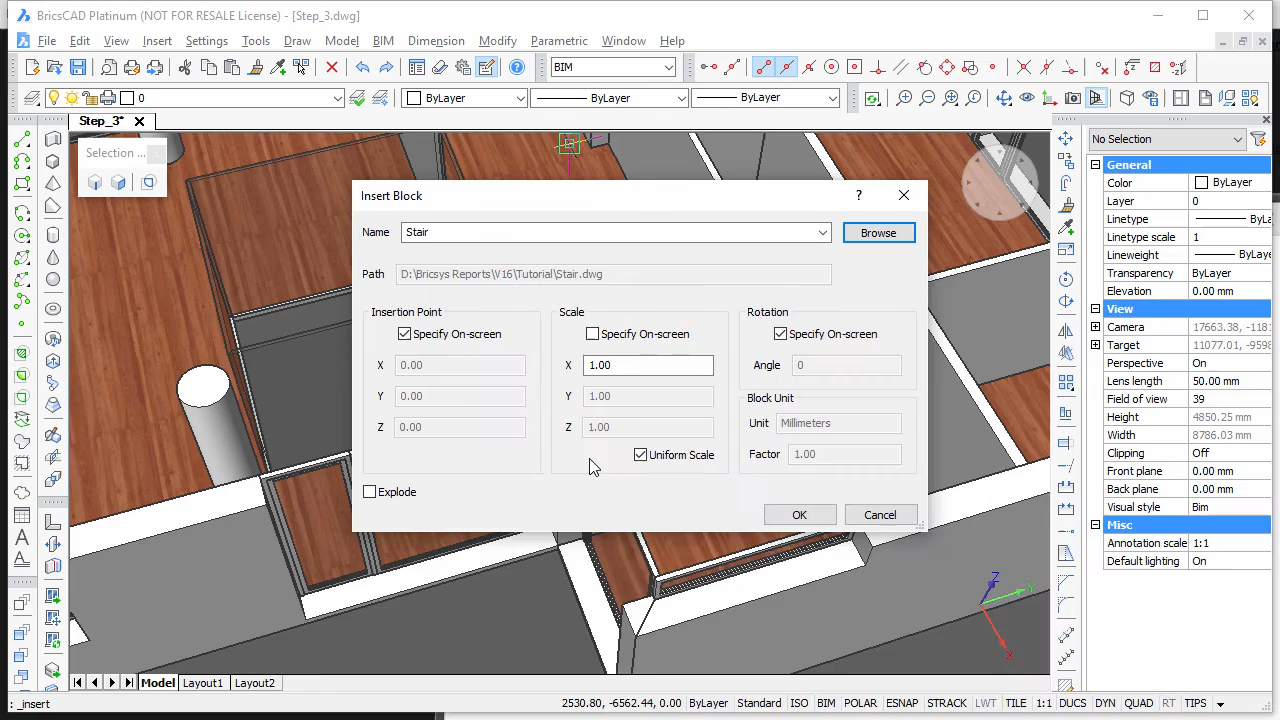 BricsCAD Platinum (NOT FOR RESALE License) - [Step_3.dwg]
File Edit View Insert Settings Tools Draw Model BIM Dimension Modify Parametric Window Help
BIM
0 ByLayer ByLayer ByLayer
Step_3*
Selection ...
No Selection
General
Color ByLayer
Layer 0
Linetype ByLa
Linetype scale 1
Lineweight ByLa
Transparency ByLayer
Elevation 0.00 mm
View
Camera 17663.38, -1181
Target 11077.01, -9598
Perspective On
Lens length 50.00 mm
Field of view 39
Height 4850.25 mm
Width 8786.03 mm
Clipping Off
Front plane 0.00 mm
Back plane 0.00 mm
Visual style Bim
Misc
Annotation scale 1:1
Default lighting On
Insert Block
?
Name Stair Browse
Path D:\Bricsys Reports\V16\Tutorial\Stair.dwg
Insertion Point
Specify On-screen
X 0.00
Y 0.00
Z 0.00
Scale
Specify On-screen
X 1.00
Y 1.00
Z 1.00
Uniform Scale
Rotation
Specify On-screen
Angle 0
Block Unit
Unit Millimeters
Factor 1.00
Explode
OK Cancel
Z
Y
X
Model Layout1 Layout2
: _insert
2530.80, -6562.44, 0.00 ByLayer Standard ISO BIM POLAR ESNAP STRACK LWT TILE 1:1 DUCS DYN QUAD RT TIPS